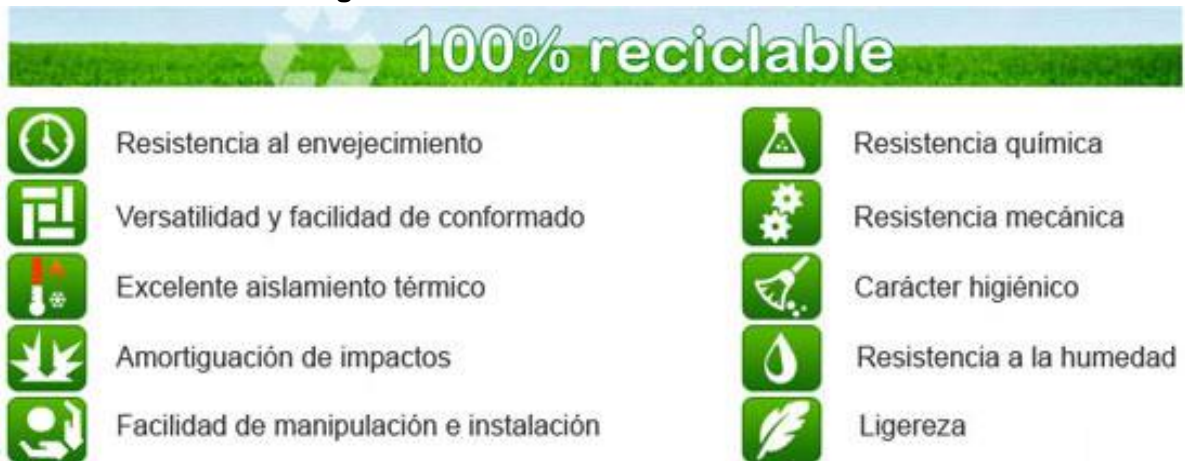 100% reciclable
Resistencia al envejecimiento
Versatilidad y facilidad de conformado
Excelente aislamiento térmico
Amortiguación de impactos
Facilidad de manipulación e instalación
Resistencia química
Resistencia mecánica
Carácter higiénico
Resistencia a la humedad
Ligereza